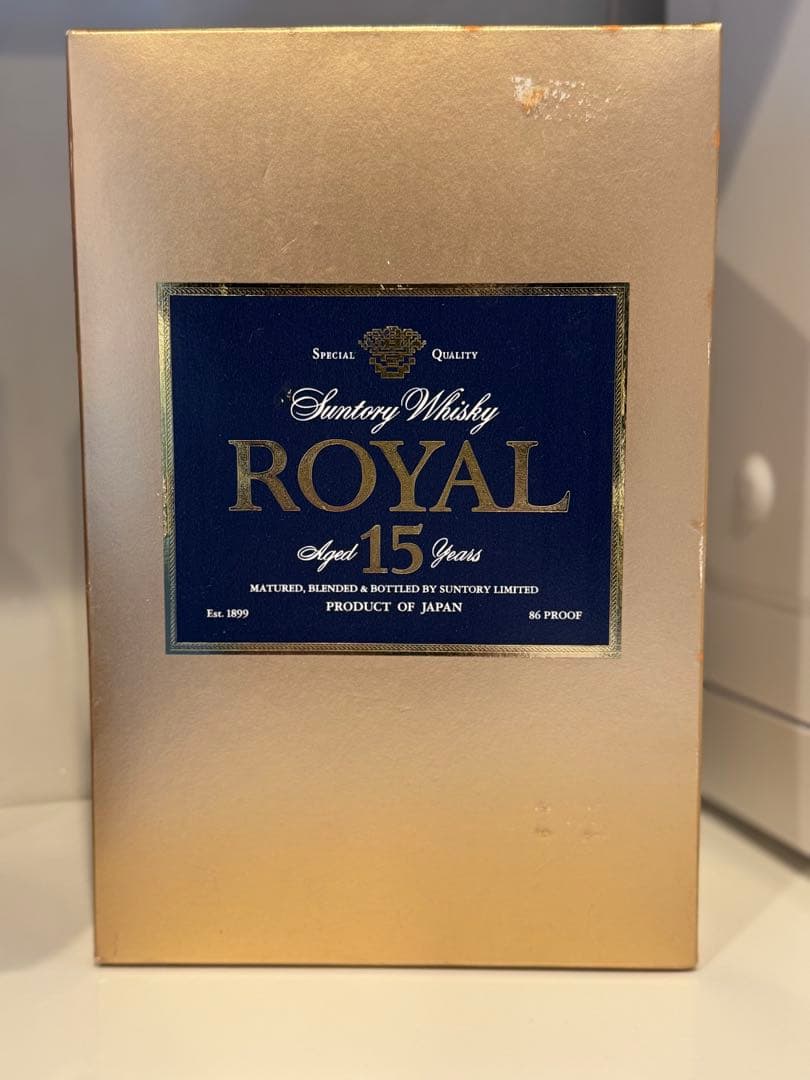 SPECIAL QUALITY
Suntory Whisky
ROYAL
Aged 15 Years
MATURED, BLENDED & BOTTLED BY SUNTORY LIMITED
PRODUCT OF JAPAN
Est. 1899 86 PROOF